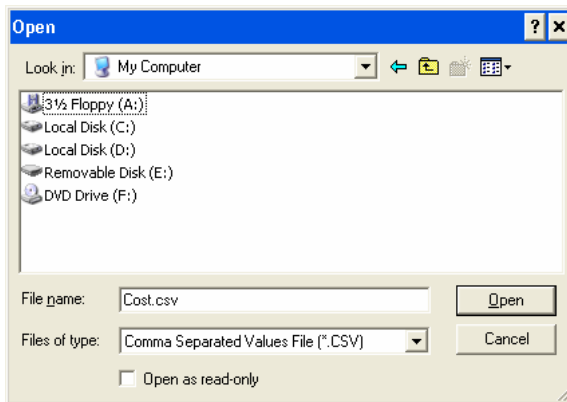 Open
Look in: My Computer
3½ Floppy (A:)
Local Disk (C:)
Local Disk (D:)
Removable Disk (E:)
DVD Drive (F:)
File name: Cost.csv Open
Files of type: Comma Separated Values File (*.CSV) Cancel
Open as read-only